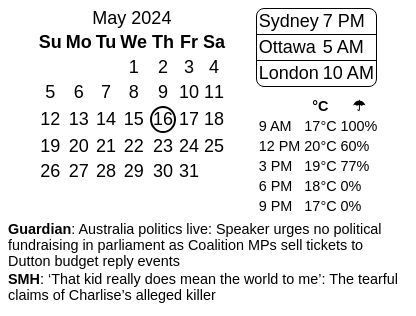 May 2024
Su Mo Tu We Th Fr Sa
1 2 3 4
5 6 7 8 9 10 11
12 13 14 15 16 17 18
19 20 21 22 23 24 25
26 27 28 29 30 31
Sydney 7 PM
Ottawa 5 AM
London 10 AM
°C ☂
9 AM 17°C 100%
12 PM 20°C 60%
3 PM 19°C 77%
6 PM 18°C 0%
9 PM 17°C 0%
Guardian: Australia politics live: Speaker urges no political
fundraising in parliament as Coalition MPs sell tickets to
Dutton budget reply events
SMH: ‘That kid really does mean the world to me’: The tearful
claims of Charlise’s alleged killer